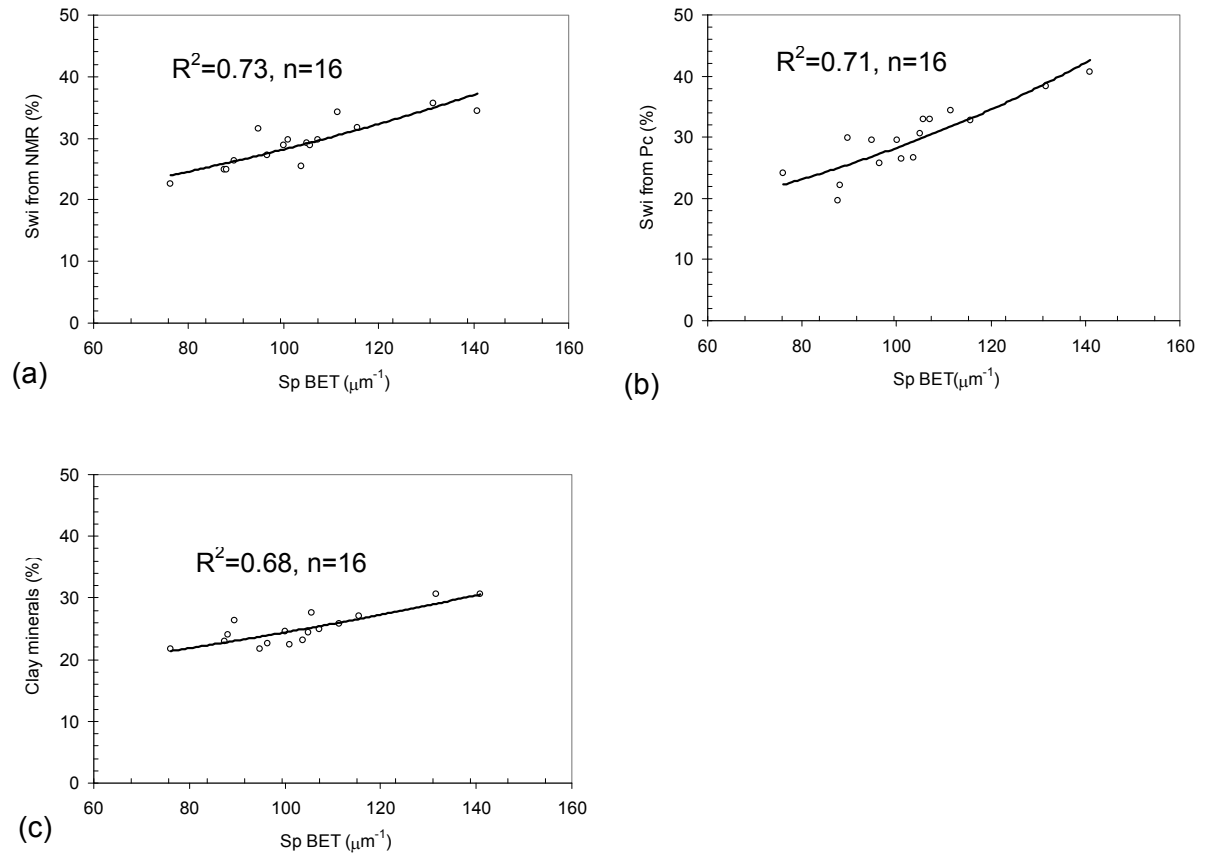 50
40
30
20
10
0
Swi from NMR (%)
R²=0.73, n=16
60 80 100 120 140 160
Sp BET (μm⁻¹)
(a)
50
40
30
20
10
0
Swi from Pc (%)
R²=0.71, n=16
60 80 100 120 140 160
Sp BET(μm⁻¹)
(b)
50
40
30
20
10
0
Clay minerals (%)
R²=0.68, n=16
60 80 100 120 140 160
Sp BET (μm⁻¹)
(c)